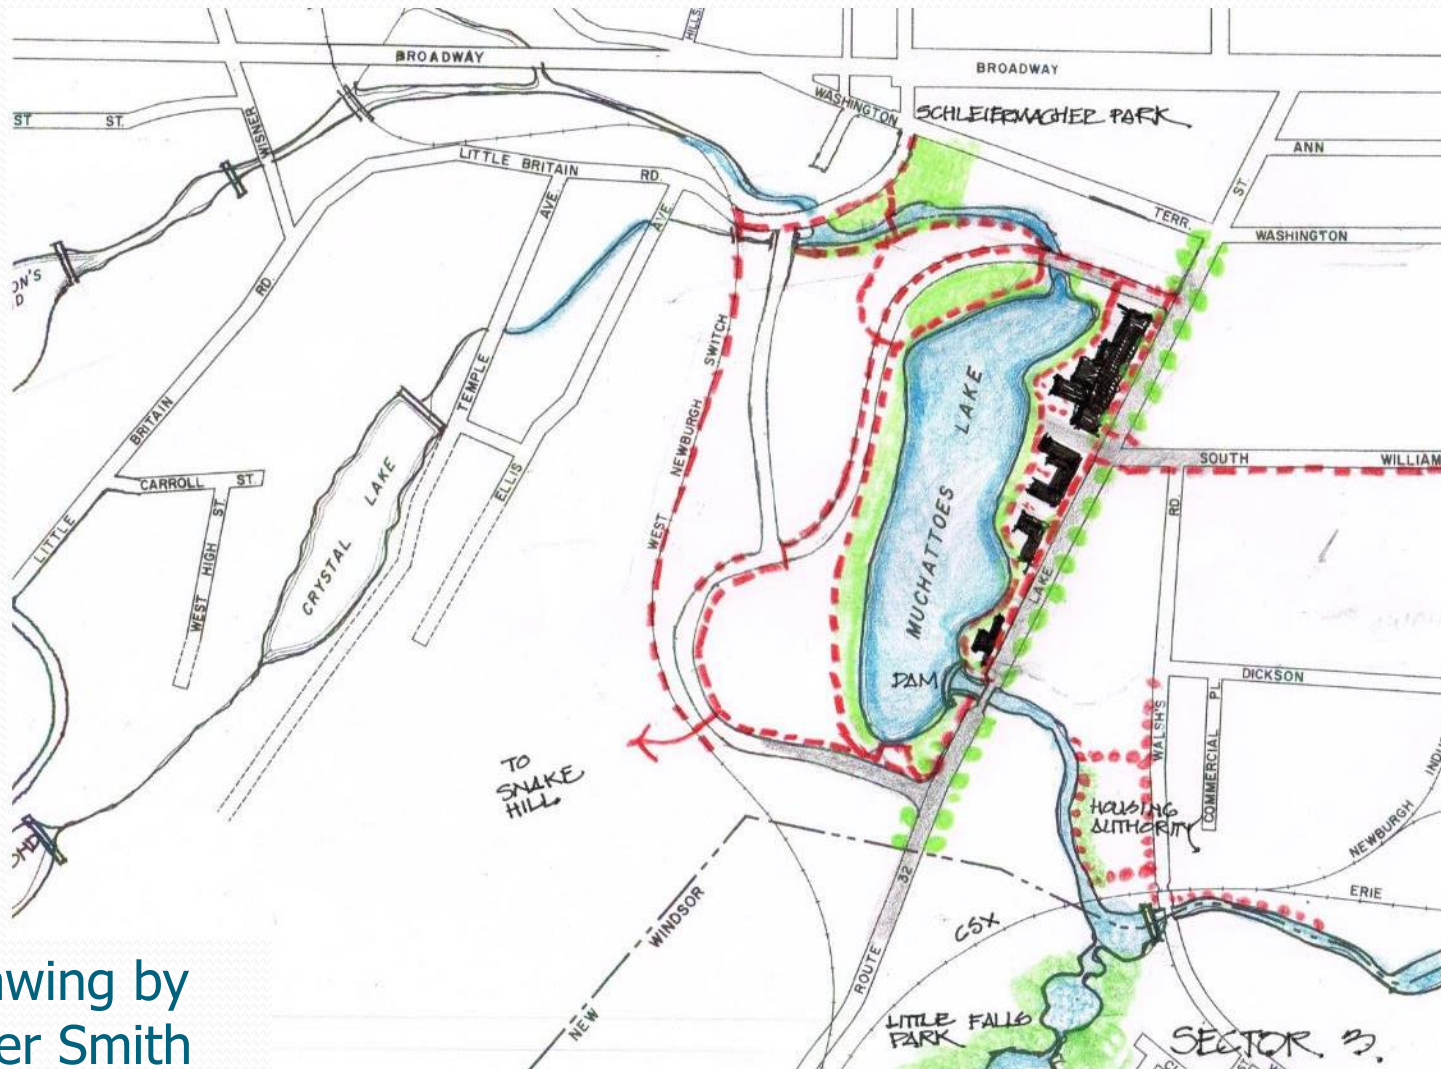 HILLS
BROADWAY
BROADWAY
WASHINGTON
SCHLEIERMACHER PARK
ST ST.
WISNER
ANN
ST.
LITTLE BRITAIN RD.
AVE.
AVE.
TERR.
WASHINGTON
ON'S
D
RD.
SWITCH
TEMPLE
LAKE
BRITAIN
NEWBURGH
SOUTH WILLIAM
CARROLL ST.
LAKE
ELLIS
RD.
LITTLE
WEST HIGH ST.
CRYSTAL
WEST
MUCHATTOES
LAKE
DAM
DICKSON
WALSH'S
COMMERCIAL PL
TO
SNAKE
HILL
HOUSING
AUTHORITY
INDU
NEWBURGH
32
ERIE
WINDSOR
CSX
ROUTE
NEW
awing by
er Smith
LITTLE FALLS
PARK
SECTOR 3.